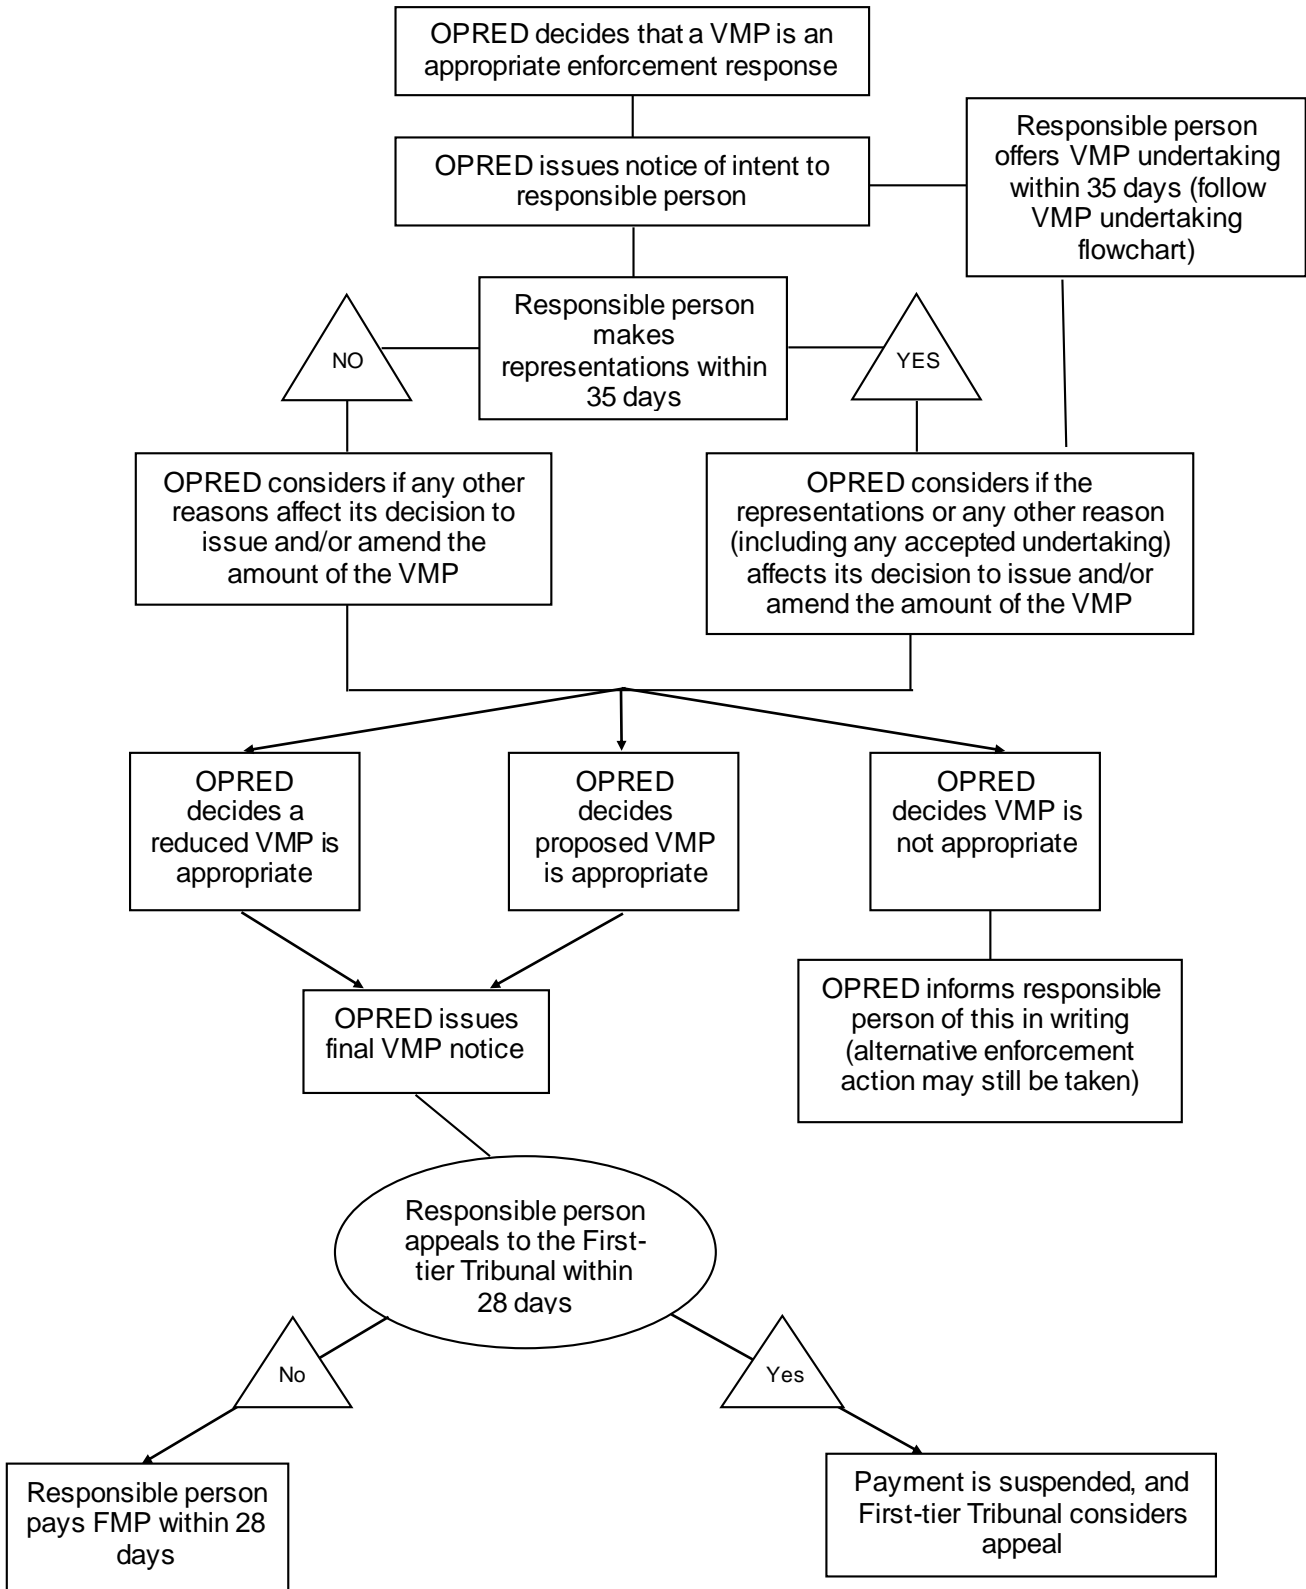 OPRED decides that a VMP is an
appropriate enforcement response
Responsible person
offers VMP undertaking
within 35 days (follow
VMP undertaking
flowchart)
OPRED issues notice of intent to
responsible person
Responsible person
makes
representations within
35 days
NO
YES
OPRED considers if any other
reasons affect its decision to
issue and/or amend the
amount of the VMP
OPRED considers if the
representations or any other reason
(including any accepted undertaking)
affects its decision to issue and/or
amend the amount of the VMP
OPRED
decides a
reduced VMP is
appropriate
OPRED
decides
proposed VMP
is appropriate
OPRED
decides VMP is
not appropriate
OPRED issues
final VMP notice
OPRED informs responsible
person of this in writing
(alternative enforcement
action may still be taken)
Responsible person
appeals to the First-
tier Tribunal within
28 days
No
Yes
Responsible person
pays FMP within 28
days
Payment is suspended, and
First-tier Tribunal considers
appeal